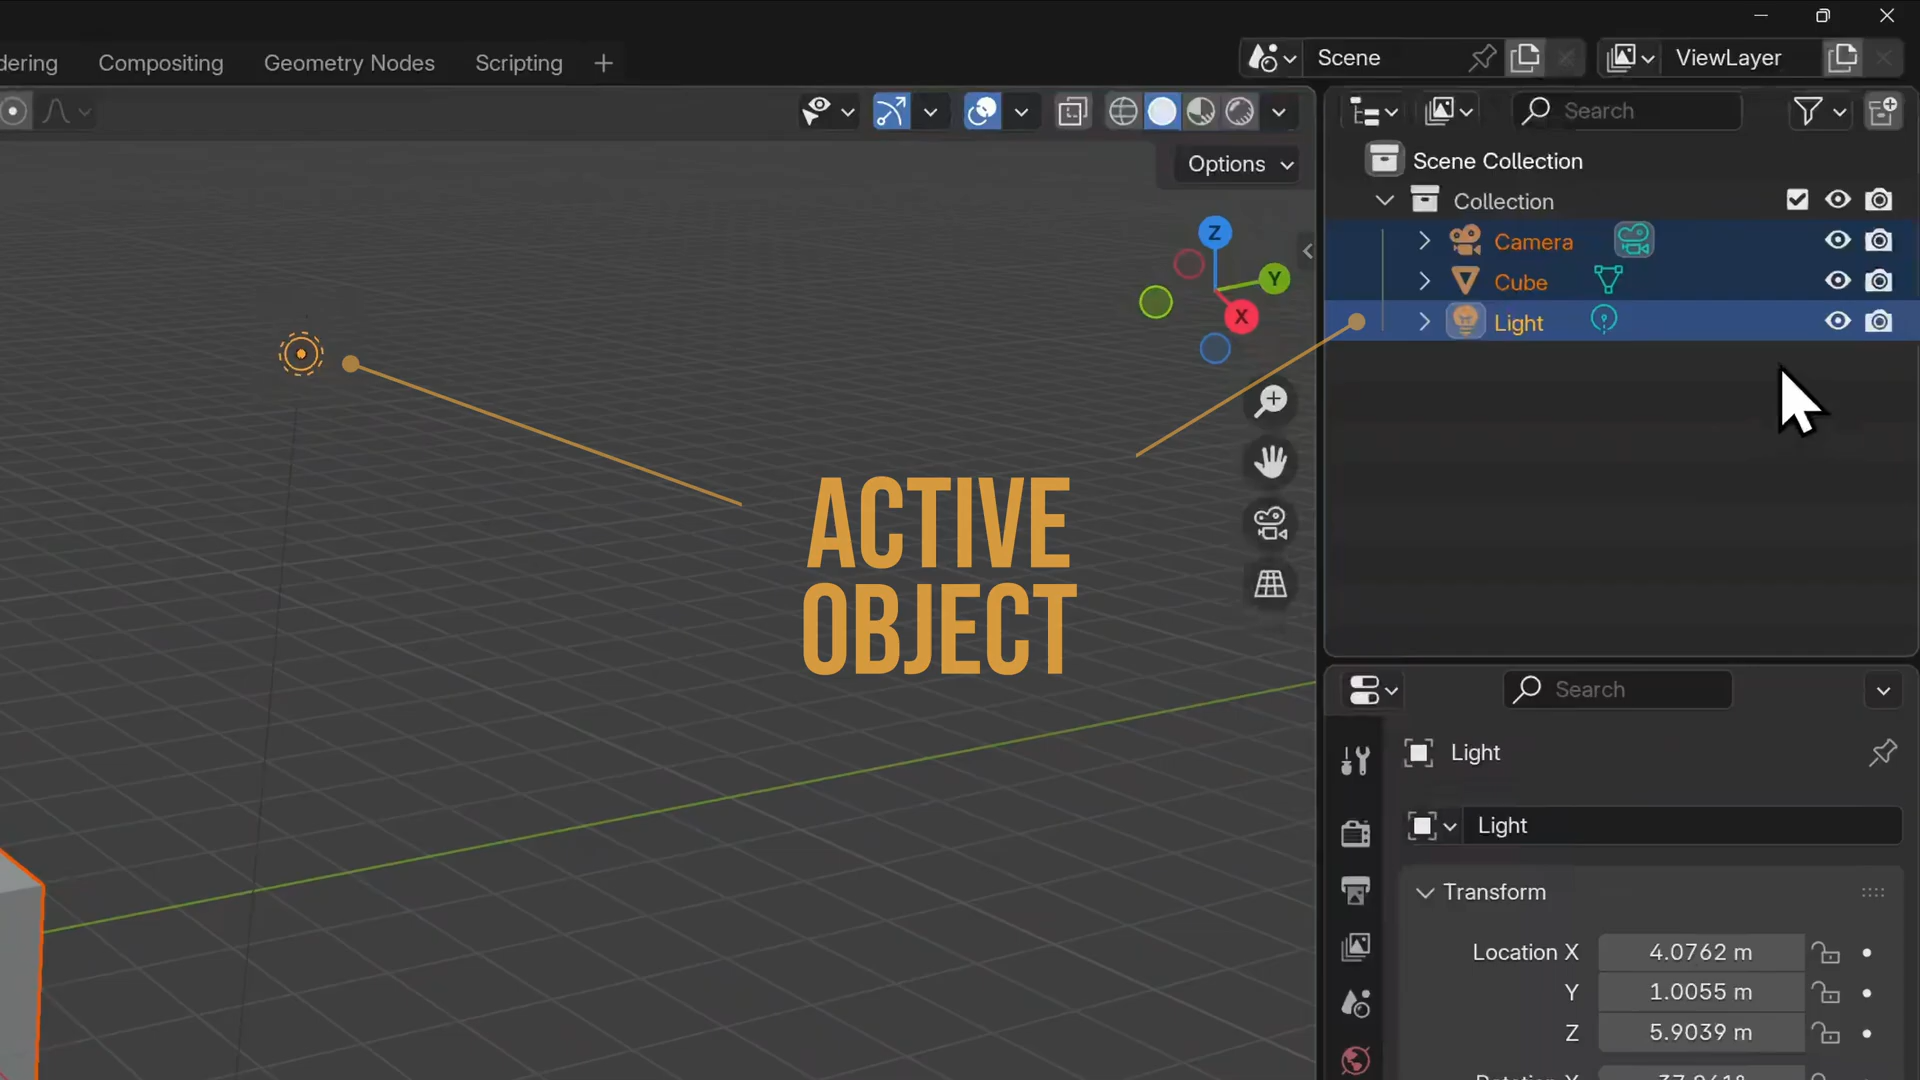 dering Compositing Geometry Nodes Scripting +
Scene
ViewLayer
Search
Options
Scene Collection
Collection
Camera
Cube
Light
Z
Y
X
ACTIVE
OBJECT
Search
Light
Light
Transform
Location X 4.0762 m
Y 1.0055 m
Z 5.9039 m